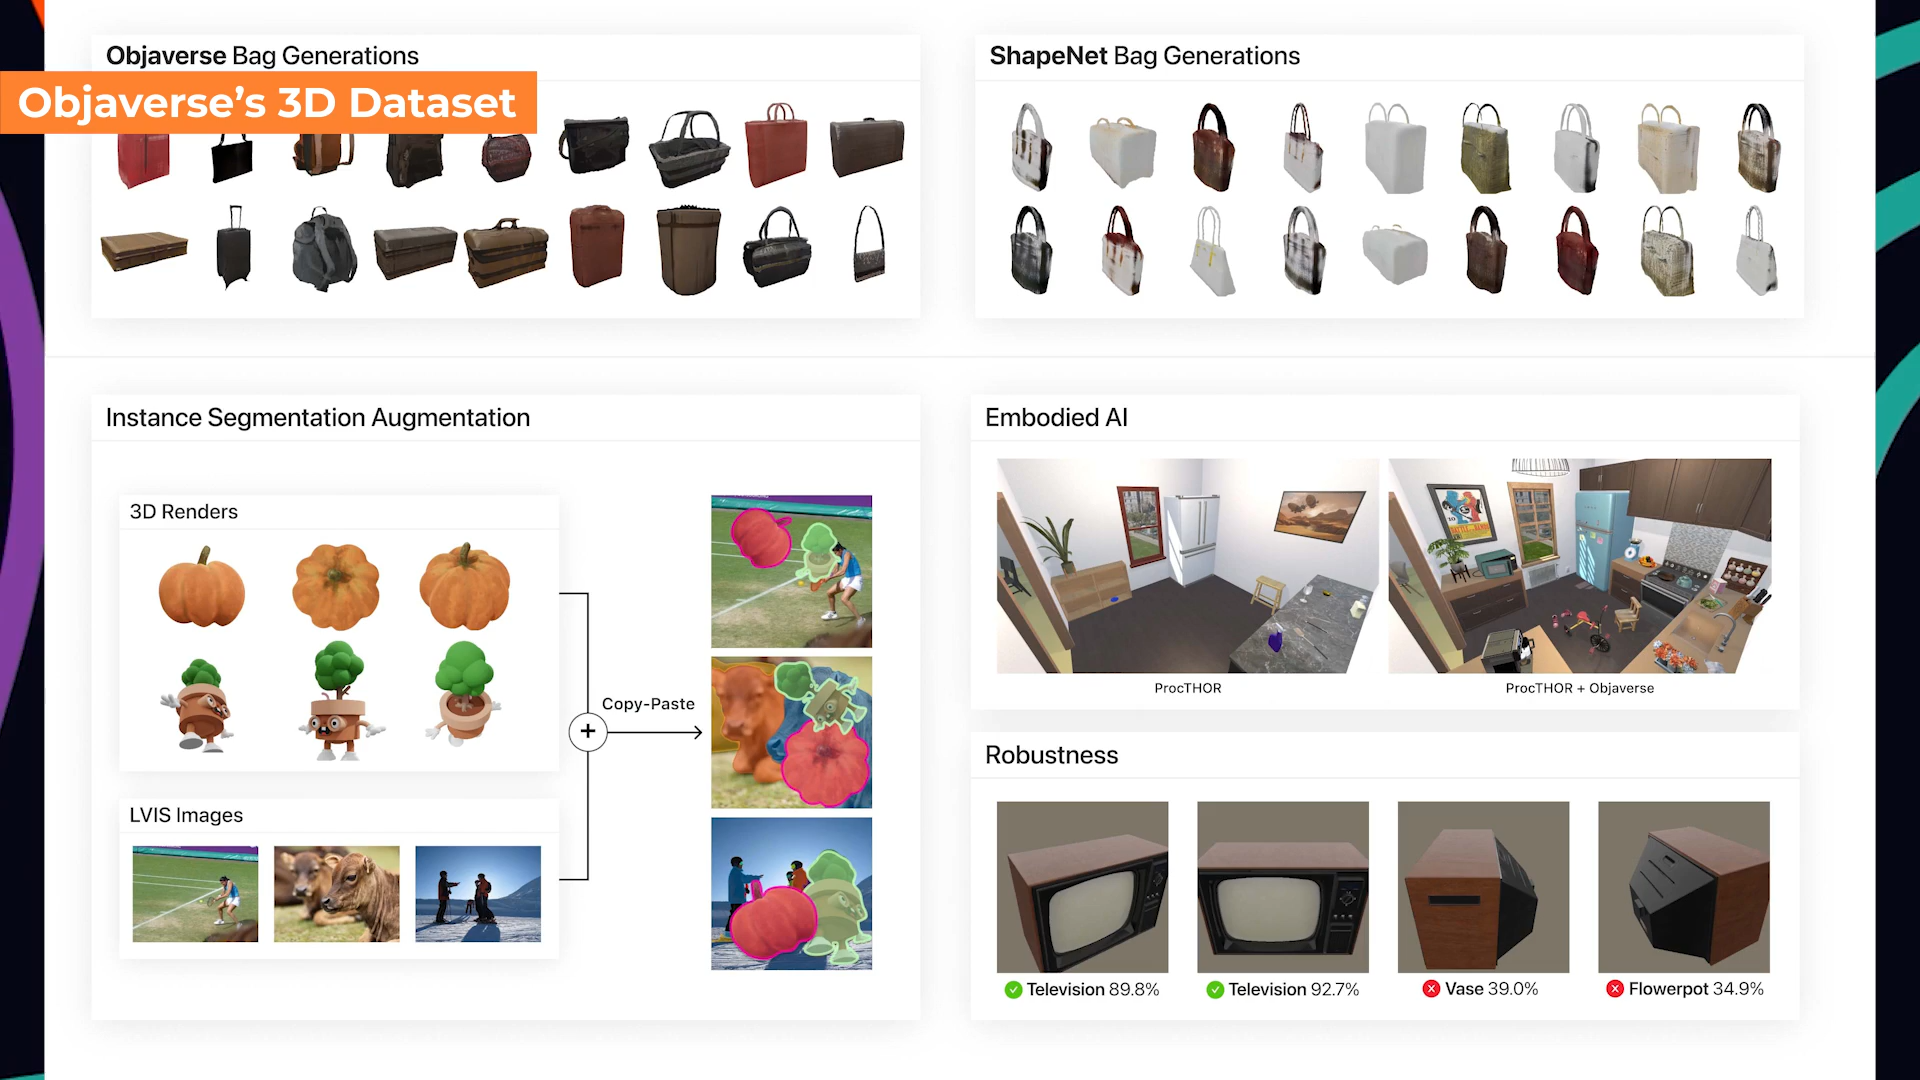 Objaverse Bag Generations
Objaverse's 3D Dataset
ShapeNet Bag Generations
Instance Segmentation Augmentation
3D Renders
Copy-Paste
LVIS Images
Embodied AI
ProcTHOR
ProcTHOR + Objaverse
Robustness
Television 89.8%
Television 92.7%
Vase 39.0%
Flowerpot 34.9%